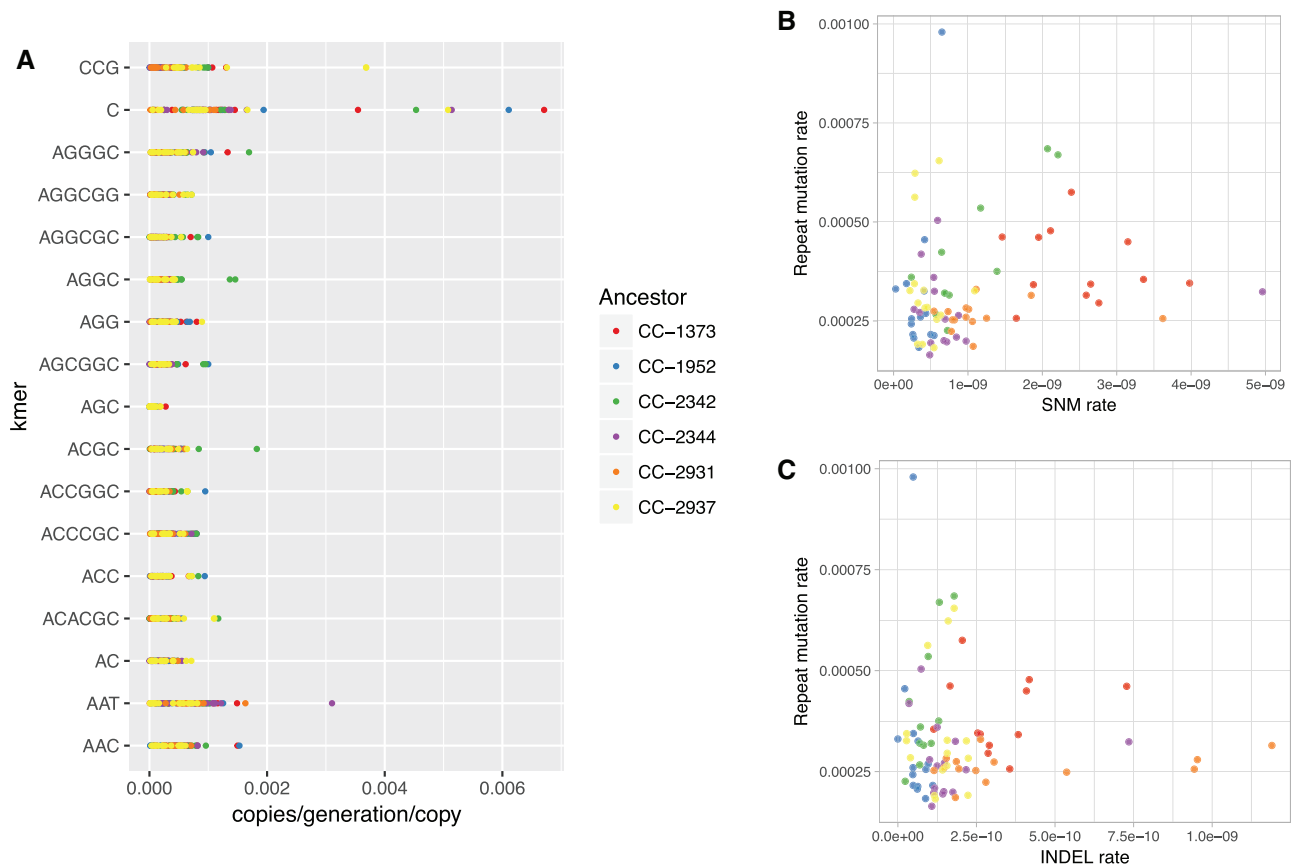 A
CCG
C
AGGGC
AGGCGG
AGGCGC
AGGC
AGG
AGCGGC
AGC
ACGC
ACCGGC
ACCCGC
ACC
ACACGC
AC
AAT
AAC
kmer
0.000 0.002 0.004 0.006
copies/generation/copy
Ancestor
CC−1373
CC−1952
CC−2342
CC−2344
CC−2931
CC−2937
B
0.00100
0.00075
0.00050
0.00025
Repeat mutation rate
0e+00 1e−09 2e−09 3e−09 4e−09 5e−09
SNM rate
C
0.00100
0.00075
0.00050
0.00025
Repeat mutation rate
0.0e+00 2.5e−10 5.0e−10 7.5e−10 1.0e−09
INDEL rate